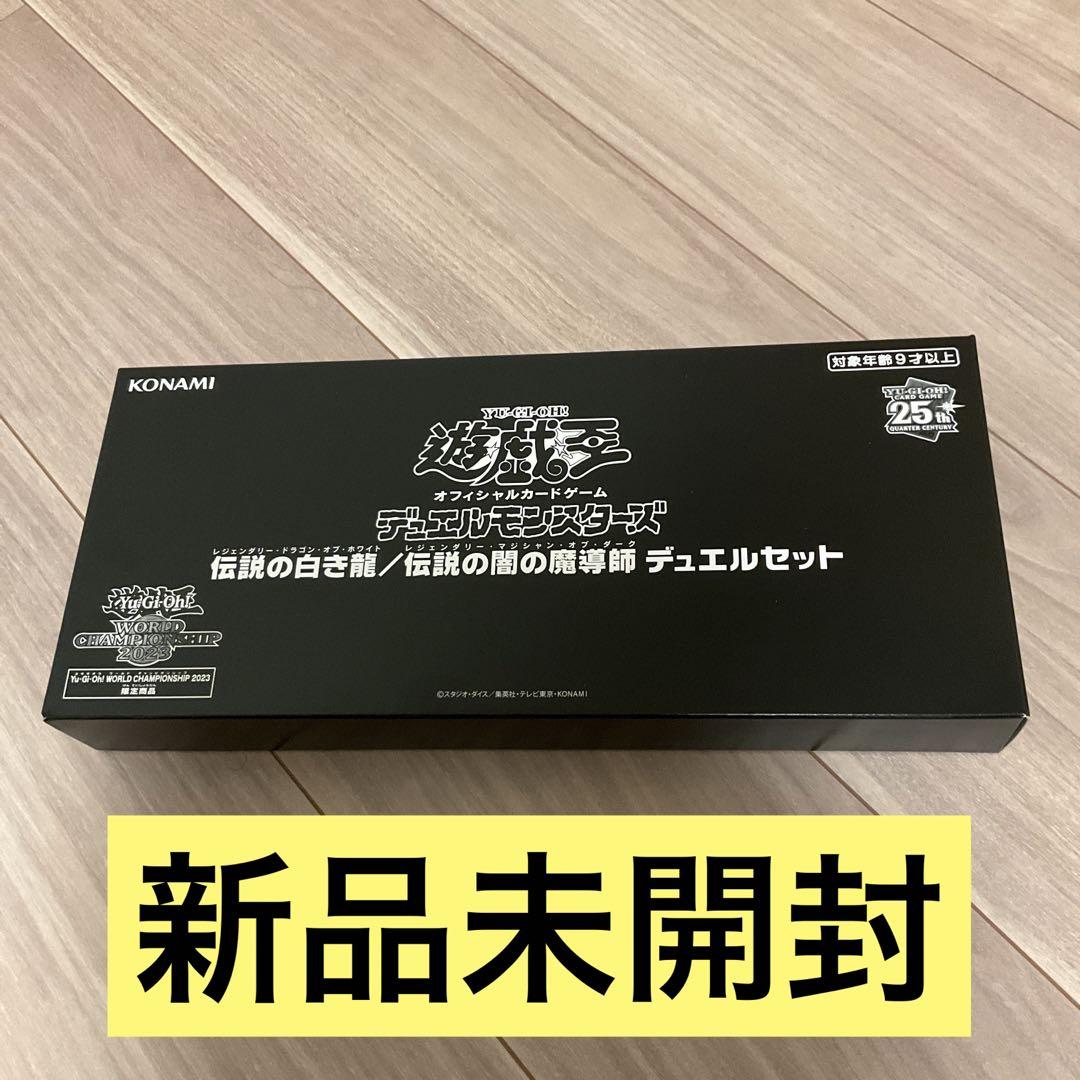 KONAMI
対象年齢9才以上
YU-GI-OH!
CARD GAME
25th
QUARTER CENTURY
YU-GI-OH!
遊戯王
オフィシャルカードゲーム
デュエルモンスターズ
レジェンダリー・ドラゴン・オブ・ホワイト レジェンダリー・マジシャン・オブ・ダーク
伝説の白き龍/伝説の闇の魔導師 デュエルセット
Yu-Gi-Oh!
WORLD
CHAMPIONSHIP
2023
Yu-Gi-Oh! WORLD CHAMPIONSHIP 2023
限定商品
©スタジオ・ダイス/集英社・テレビ東京・KONAMI
新品未開封